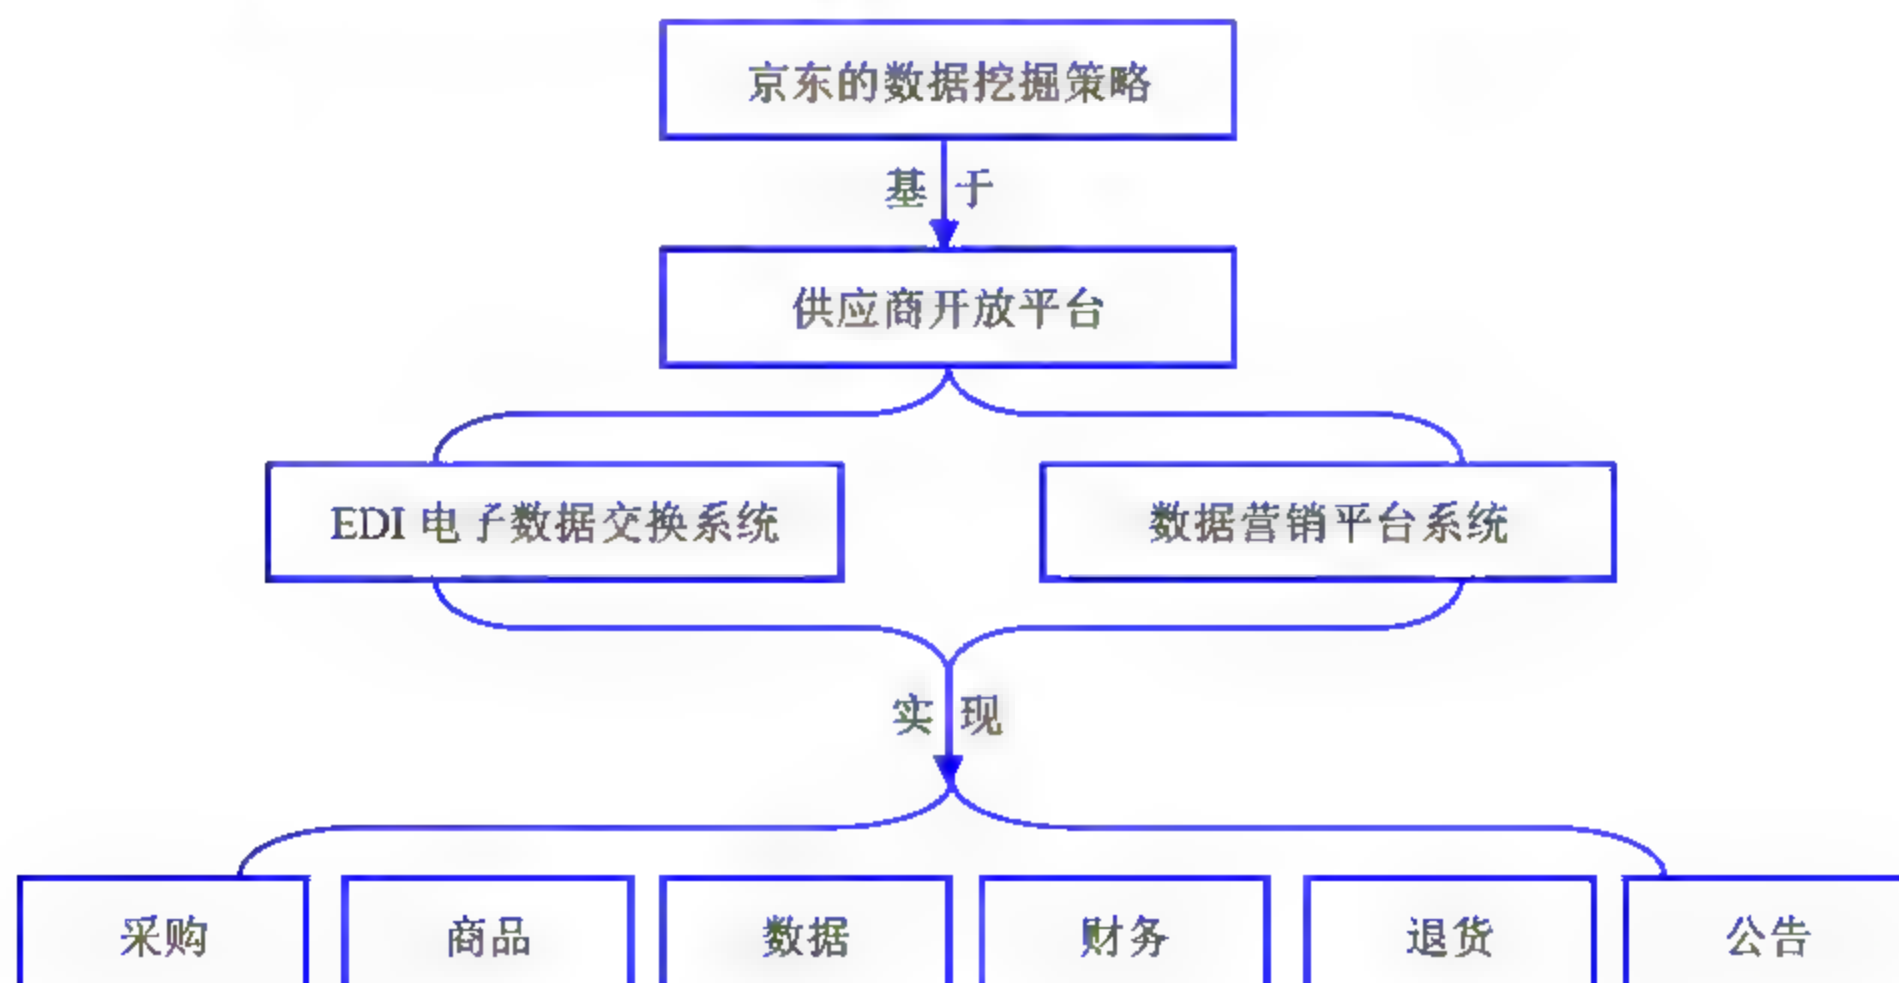 京东的数据挖掘策略
基于
供应商开放平台
EDI 电子数据交换系统
数据营销平台系统
实现
采购
商品
数据
财务
退货
公告